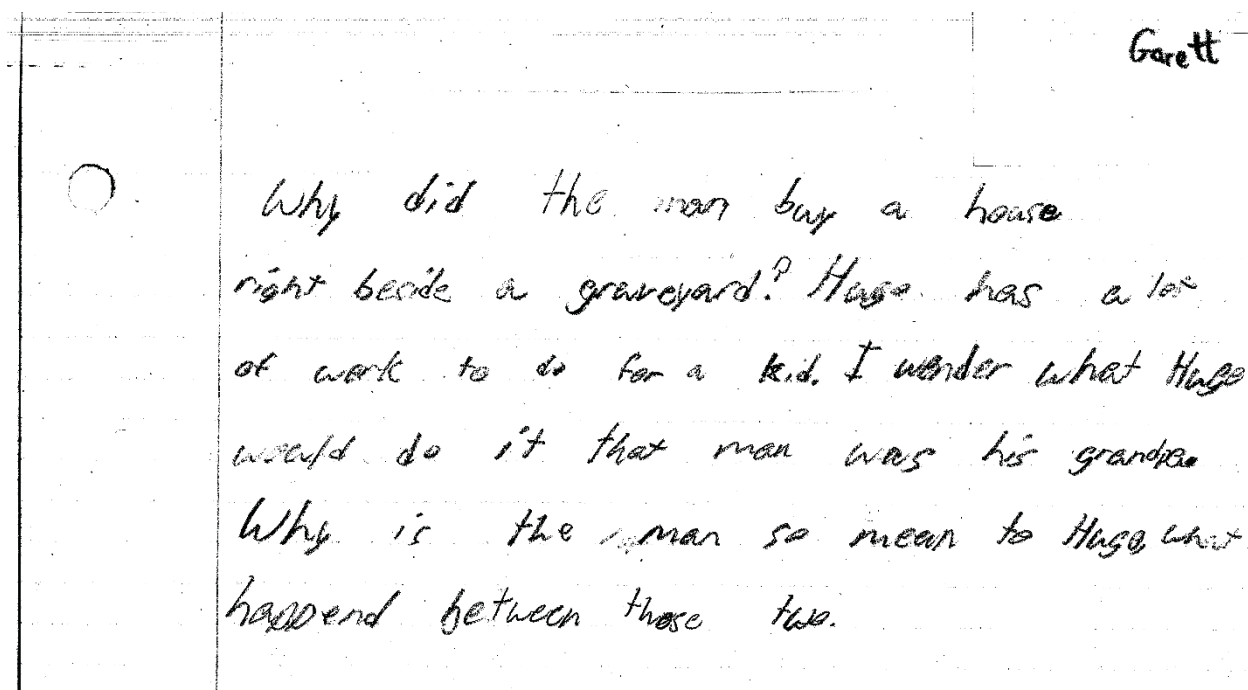 Garett
Why did the man buy a house
right beside a graveyard? Hugo has a lot
of work to do for a kid. I wonder what Hugo
would do if that man was his grandpa.
Why is the man so mean to Hugo, what
happend between those two.